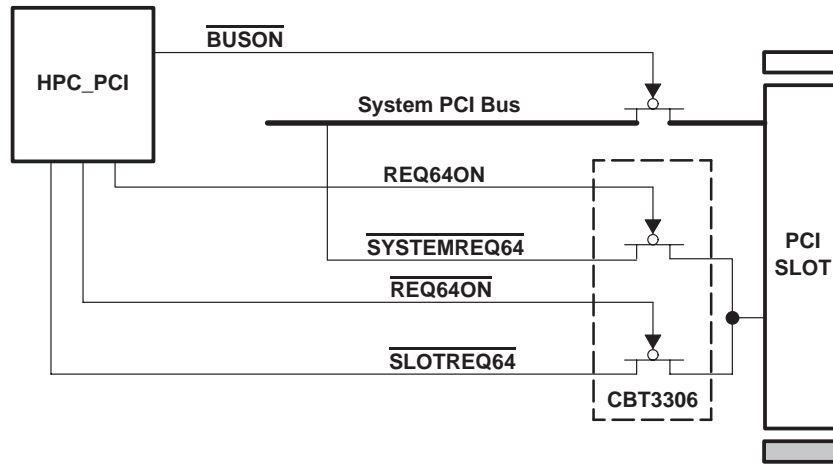 BUSON
HPC_PCI
System PCI Bus
REQ64ON
SYSTEMREQ64
PCI
SLOT
REQ64ON
SLOTREQ64
CBT3306